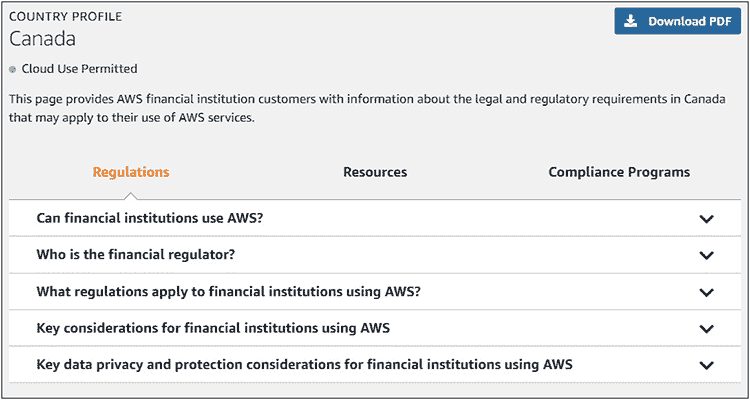 COUNTRY PROFILE
Download PDF
Canada
Cloud Use Permitted
This page provides AWS financial institution customers with information about the legal and regulatory requirements in Canada
that may apply to their use of AWS services.
Regulations Resources Compliance Programs
Can financial institutions use AWS?
Who is the financial regulator?
What regulations apply to financial institutions using AWS?
Key considerations for financial institutions using AWS
Key data privacy and protection considerations for financial institutions using AWS